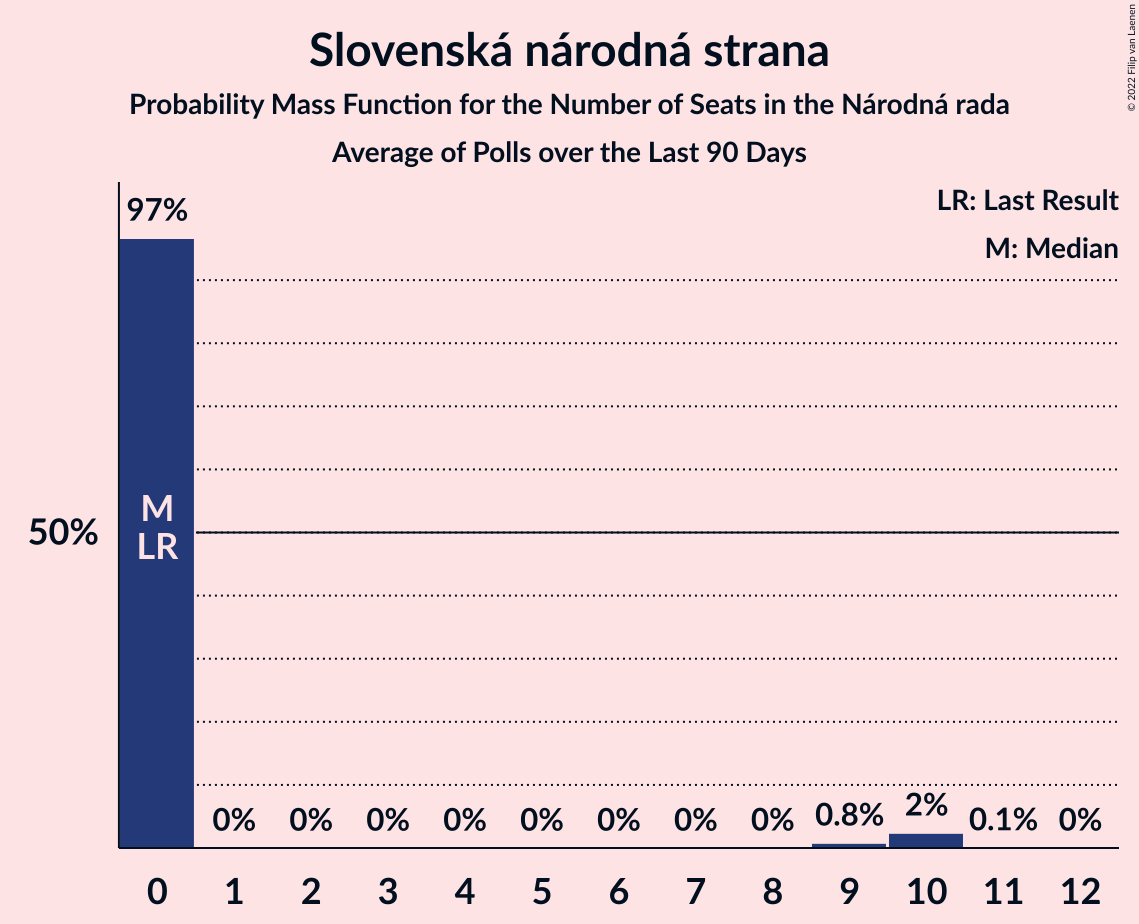 Slovenská národná strana
Probability Mass Function for the Number of Seats in the Národná rada
Average of Polls over the Last 90 Days
© 2022 Filip van Laenen
LR: Last Result
M: Median
97%
50%
M
LR
0% 0% 0% 0% 0% 0% 0% 0% 0.8% 2% 0.1% 0%
0 1 2 3 4 5 6 7 8 9 10 11 12